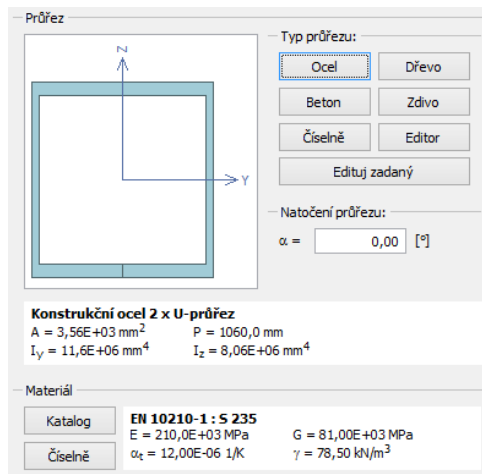 Průřez
Z
Y
Typ průřezu:
Ocel Dřevo
Beton Zdivo
Číselně Editor
Edituj zadaný
Natočení průřezu:
α = 0,00 [°]
Konstrukční ocel 2 x U-průřez
A = 3,56E+03 mm² P = 1060,0 mm
Iy = 11,6E+06 mm⁴ Iz = 8,06E+06 mm⁴
Materiál
Katalog
Číselně
EN 10210-1 : S 235
E = 210,0E+03 MPa G = 81,00E+03 MPa
αt = 12,00E-06 1/K γ = 78,50 kN/m³